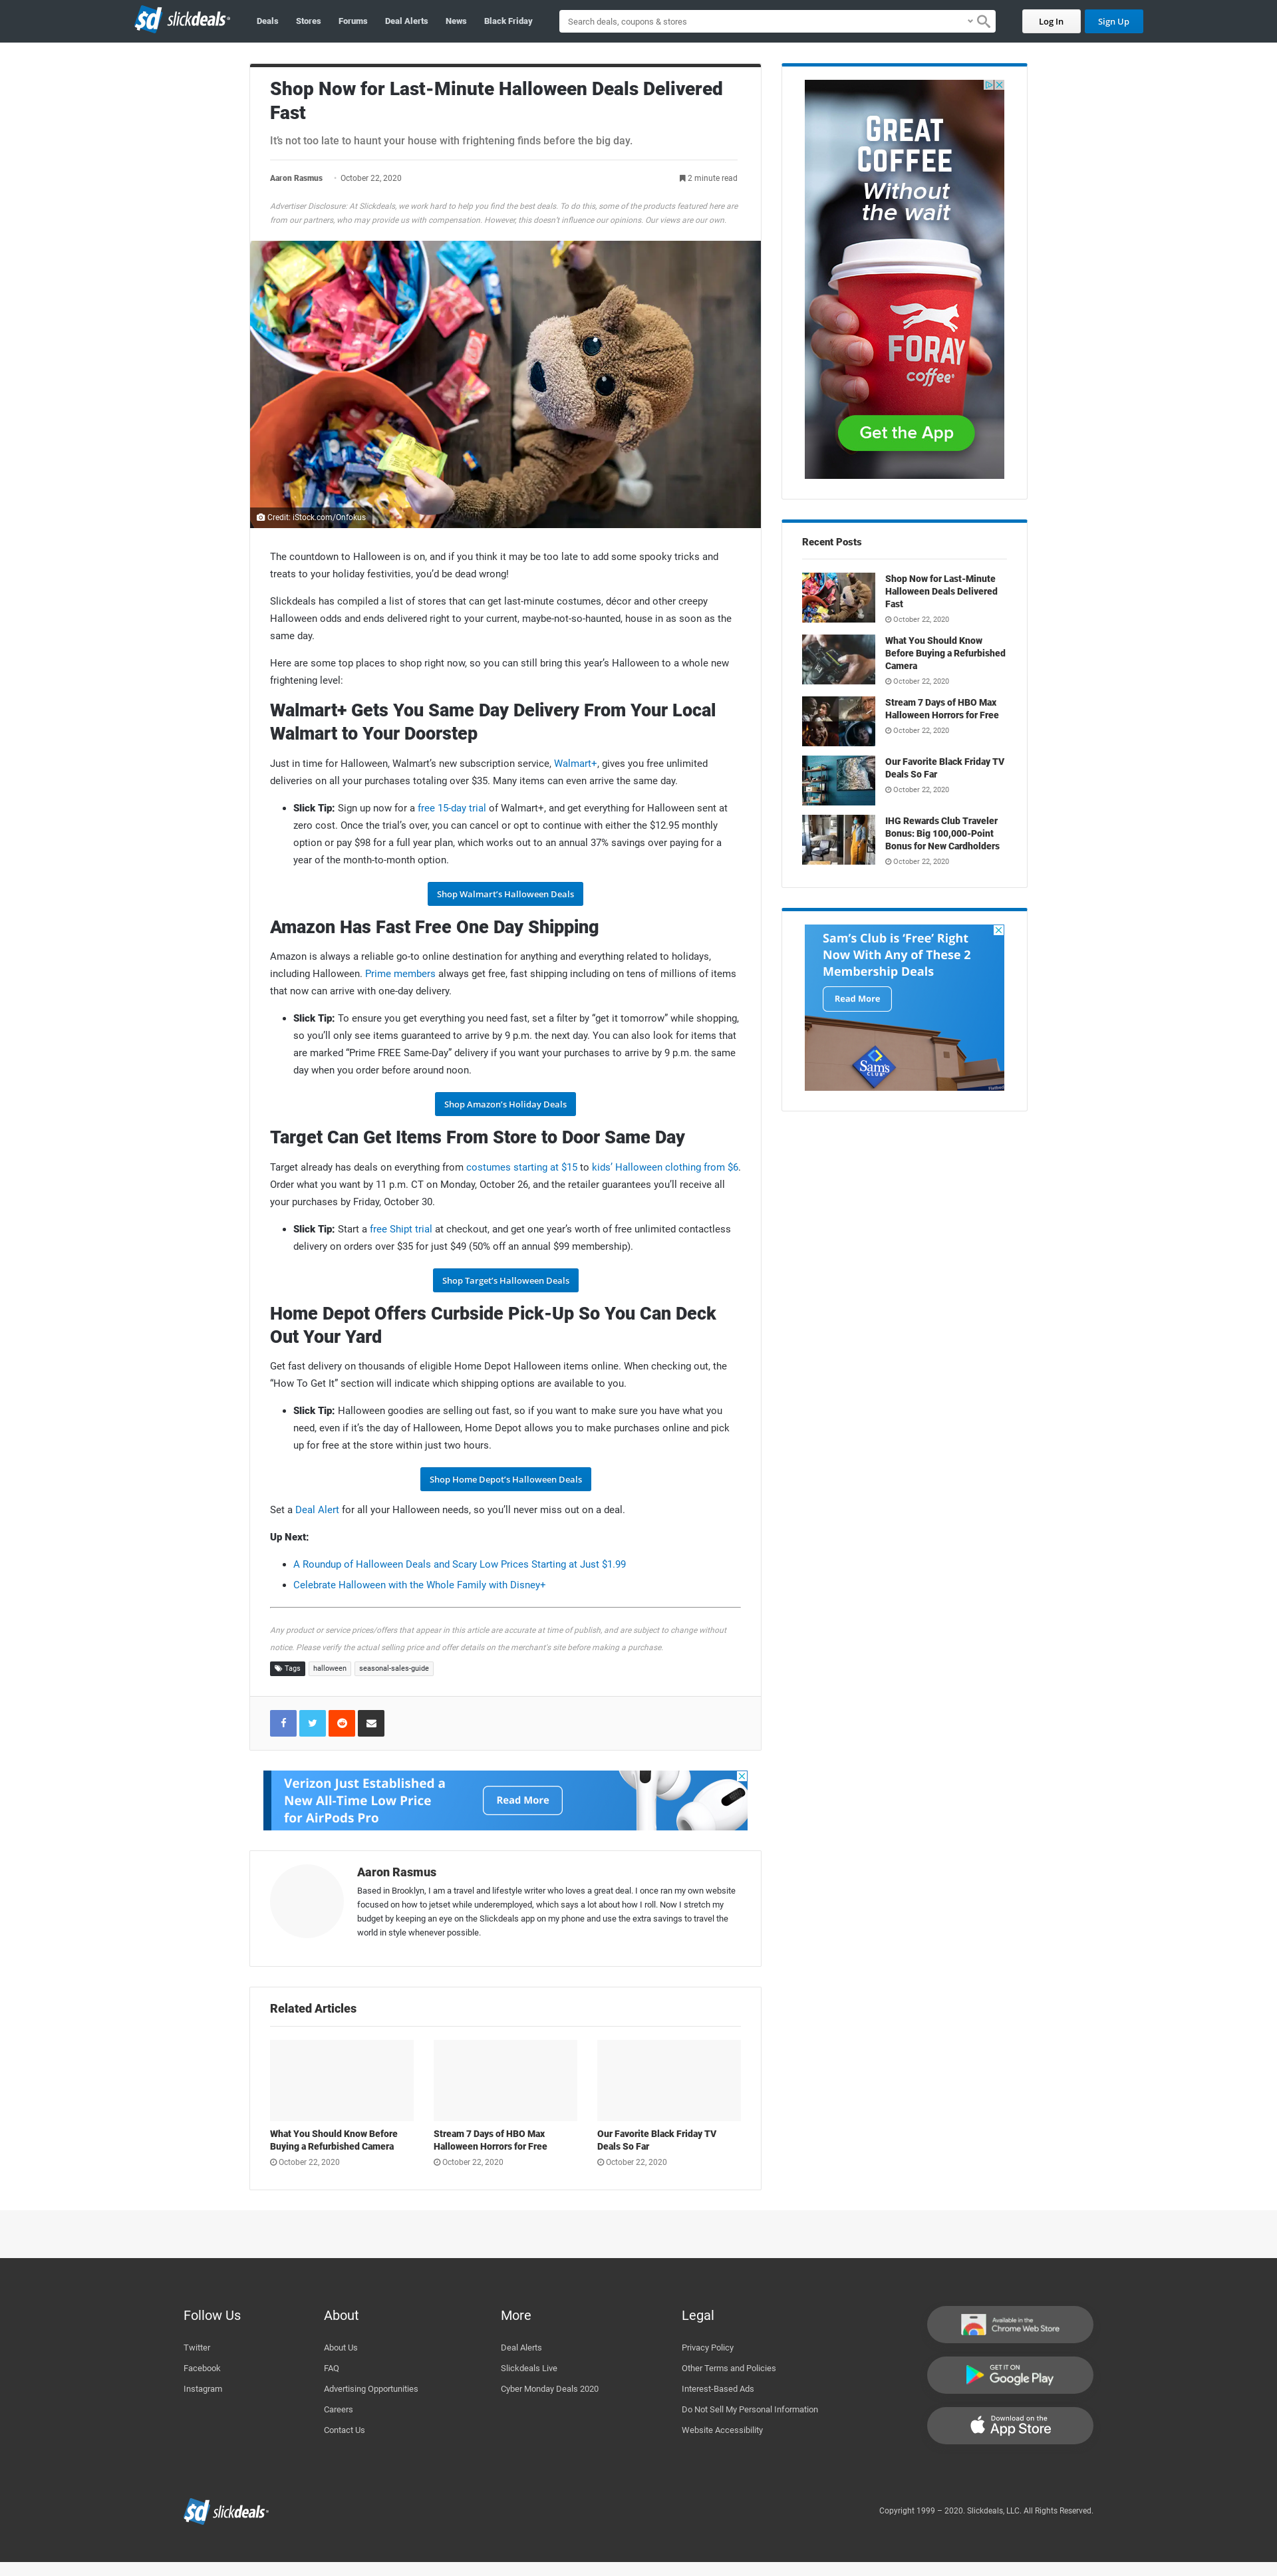 slickdeals
Deals Stores Forums Deal Alerts News Black Friday
Search deals, coupons & stores
Log In Sign Up
Shop Now for Last-Minute Halloween Deals Delivered
Fast
It's not too late to haunt your house with frightening finds before the big day.
Aaron Rasmus - October 22, 2020 2 minute read
Advertiser Disclosure: At Slickdeals, we work hard to help you find the best deals. To do this, some of the products featured here are
from our partners, who may provide us with compensation. However, this doesn't influence our opinions. Our views are our own.
Credit: iStock.com/Onfokus
The countdown to Halloween is on, and if you think it may be too late to add some spooky tricks and
treats to your holiday festivities, you'd be dead wrong!
Slickdeals has compiled a list of stores that can get last-minute costumes, décor and other creepy
Halloween odds and ends delivered right to your current, maybe-not-so-haunted, house in as soon as the
same day.
Here are some top places to shop right now, so you can still bring this year's Halloween to a whole new
frightening level:
Walmart+ Gets You Same Day Delivery From Your Local
Walmart to Your Doorstep
Just in time for Halloween, Walmart's new subscription service, Walmart+, gives you free unlimited
deliveries on all your purchases totaling over $35. Many items can even arrive the same day.
• Slick Tip: Sign up now for a free 15-day trial of Walmart+, and get everything for Halloween sent at
zero cost. Once the trial's over, you can cancel or opt to continue with either the $12.95 monthly
option or pay $98 for a full year plan, which works out to an annual 37% savings over paying for a
year of the month-to-month option.
Shop Walmart's Halloween Deals
Amazon Has Fast Free One Day Shipping
Amazon is always a reliable go-to online destination for anything and everything related to holidays,
including Halloween. Prime members always get free, fast shipping including on tens of millions of items
that now can arrive with one-day delivery.
• Slick Tip: To ensure you get everything you need fast, set a filter by "get it tomorrow" while shopping,
so you'll only see items guaranteed to arrive by 9 p.m. the next day. You can also look for items that
are marked "Prime FREE Same-Day" delivery if you want your purchases to arrive by 9 p.m. the same
day when you order before around noon.
Shop Amazon's Holiday Deals
Target Can Get Items From Store to Door Same Day
Target already has deals on everything from costumes starting at $15 to kids' Halloween clothing from $6.
Order what you want by 11 p.m. CT on Monday, October 26, and the retailer guarantees you'll receive all
your purchases by Friday, October 30.
• Slick Tip: Start a free Shipt trial at checkout, and get one year's worth of free unlimited contactless
delivery on orders over $35 for just $49 (50% off an annual $99 membership).
Shop Target's Halloween Deals
Home Depot Offers Curbside Pick-Up So You Can Deck
Out Your Yard
Get fast delivery on thousands of eligible Home Depot Halloween items online. When checking out, the
"How To Get It" section will indicate which shipping options are available to you.
• Slick Tip: Halloween goodies are selling out fast, so if you want to make sure you have what you
need, even if it's the day of Halloween, Home Depot allows you to make purchases online and pick
up for free at the store within just two hours.
Shop Home Depot's Halloween Deals
Set a Deal Alert for all your Halloween needs, so you'll never miss out on a deal.
Up Next:
• A Roundup of Halloween Deals and Scary Low Prices Starting at Just $1.99
• Celebrate Halloween with the Whole Family with Disney+
Any product or service prices/offers that appear in this article are accurate at time of publish, and are subject to change without
notice. Please verify the actual selling price and offer details on the merchant's site before making a purchase.
Tags halloween seasonal-sales-guide
Verizon Just Established a
New All-Time Low Price
for AirPods Pro
Read More
Aaron Rasmus
Based in Brooklyn, I am a travel and lifestyle writer who loves a great deal. I once ran my own website
focused on how to jetset while underemployed, which says a lot about how I roll. Now I stretch my
budget by keeping an eye on the Slickdeals app on my phone and use the extra savings to travel the
world in style whenever possible.
Related Articles
What You Should Know Before
Buying a Refurbished Camera
October 22, 2020
Stream 7 Days of HBO Max
Halloween Horrors for Free
October 22, 2020
Our Favorite Black Friday TV
Deals So Far
October 22, 2020
GREAT
COFFEE
Without
the wait
FORAY
coffee
Get the App
Recent Posts
Shop Now for Last-Minute
Halloween Deals Delivered
Fast
October 22, 2020
What You Should Know
Before Buying a Refurbished
Camera
October 22, 2020
Stream 7 Days of HBO Max
Halloween Horrors for Free
October 22, 2020
Our Favorite Black Friday TV
Deals So Far
October 22, 2020
IHG Rewards Club Traveler
Bonus: Big 100,000-Point
Bonus for New Cardholders
October 22, 2020
Sam's Club is 'Free' Right
Now With Any of These 2
Membership Deals
Read More
Sam's
CLUB
Follow Us
Twitter
Facebook
Instagram
About
About Us
FAQ
Advertising Opportunities
Careers
Contact Us
More
Deal Alerts
Slickdeals Live
Cyber Monday Deals 2020
Legal
Privacy Policy
Other Terms and Policies
Interest-Based Ads
Do Not Sell My Personal Information
Website Accessibility
Available in the
Chrome Web Store
GET IT ON
Google Play
Download on the
App Store
slickdeals
Copyright 1999 – 2020. Slickdeals, LLC. All Rights Reserved.